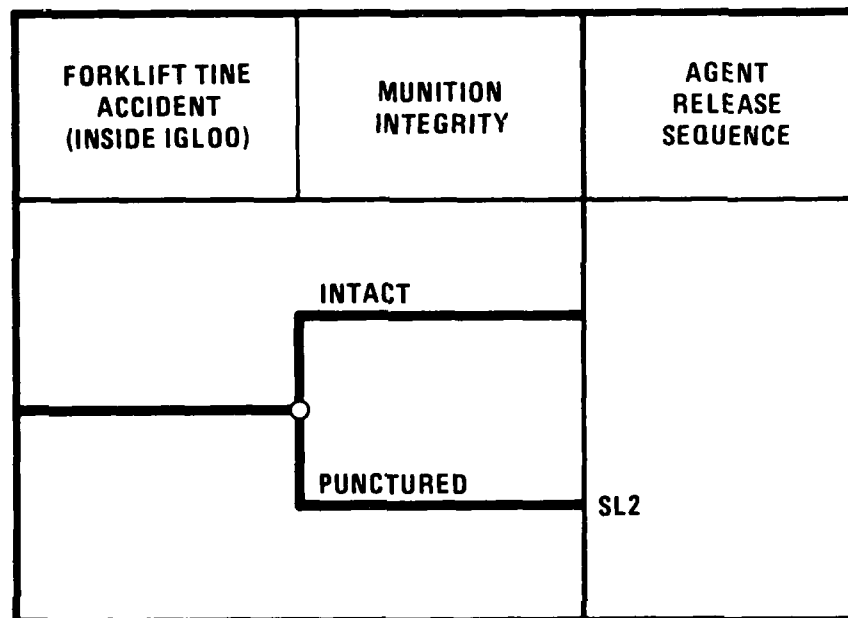 FORKLIFT TINE
ACCIDENT
(INSIDE IGLOO)
MUNITION
INTEGRITY
AGENT
RELEASE
SEQUENCE
INTACT
PUNCTURED
SL2